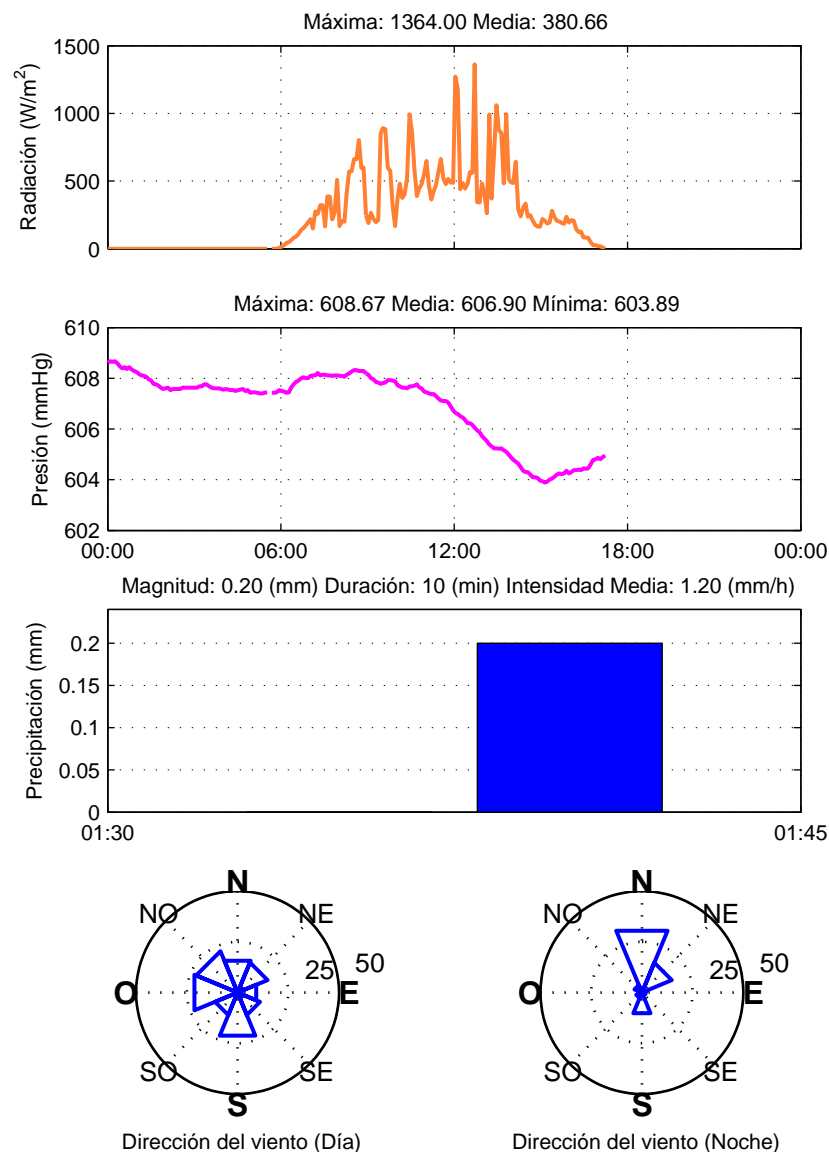 Máxima: 1364.00 Media: 380.66
1500
1000
500
0
Radiación (W/m²)
Máxima: 608.67 Media: 606.90 Mínima: 603.89
610
608
606
604
602
Presión (mmHg)
00:00 06:00 12:00 18:00 00:00
Magnitud: 0.20 (mm) Duración: 10 (min) Intensidad Media: 1.20 (mm/h)
0.2
0.15
0.1
0.05
0
Precipitación (mm)
01:30 01:45
N N
NO NE NO NE
25 50 25 50
O E O E
SO SE SO SE
S S
Dirección del viento (Día) Dirección del viento (Noche)